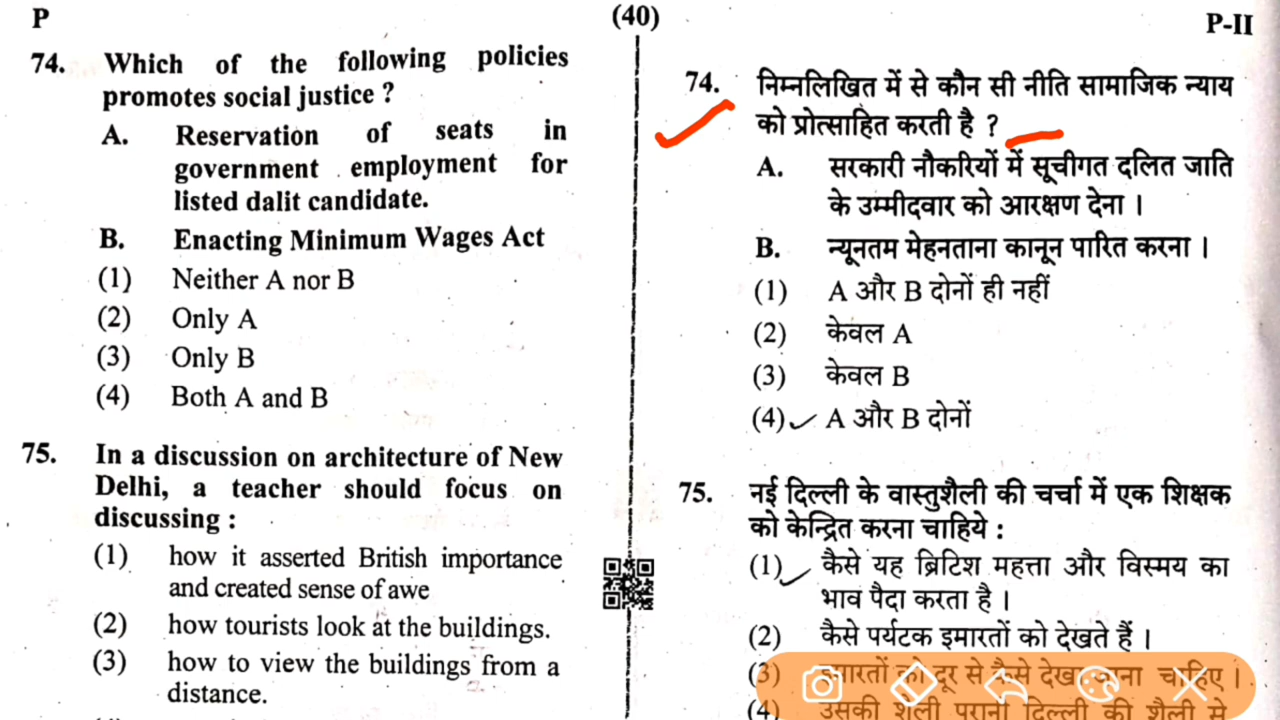 P
(40)
P-II
74. Which of the following policies
promotes social justice ?
A. Reservation of seats in
government employment for
listed dalit candidate.
B. Enacting Minimum Wages Act
(1) Neither A nor B
(2) Only A
(3) Only B
(4) Both A and B
75. In a discussion on architecture of New
Delhi, a teacher should focus on
discussing :
(1) how it asserted British importance
and created sense of awe
(2) how tourists look at the buildings.
(3) how to view the buildings from a
distance.
74. निम्नलिखित में से कौन सी नीति सामाजिक न्याय
को प्रोत्साहित करती है ?
A. सरकारी नौकरियों में सूचीगत दलित जाति
के उम्मीदवार को आरक्षण देना ।
B. न्यूनतम मेहनताना कानून पारित करना ।
(1) A और B दोनों ही नहीं
(2) केवल A
(3) केवल B
(4) A और B दोनों
75. नई दिल्ली के वास्तुशैली की चर्चा में एक शिक्षक
को केन्द्रित करना चाहिये :
(1) कैसे यह ब्रिटिश महत्ता और विस्मय का
भाव पैदा करता है ।
(2) कैसे पर्यटक इमारतों को देखते हैं ।
(3) इमारतों को दूर से कैसे देखा जाना चाहिए ।
(4) उसकी शैली पुरानी दिल्ली की शैली से